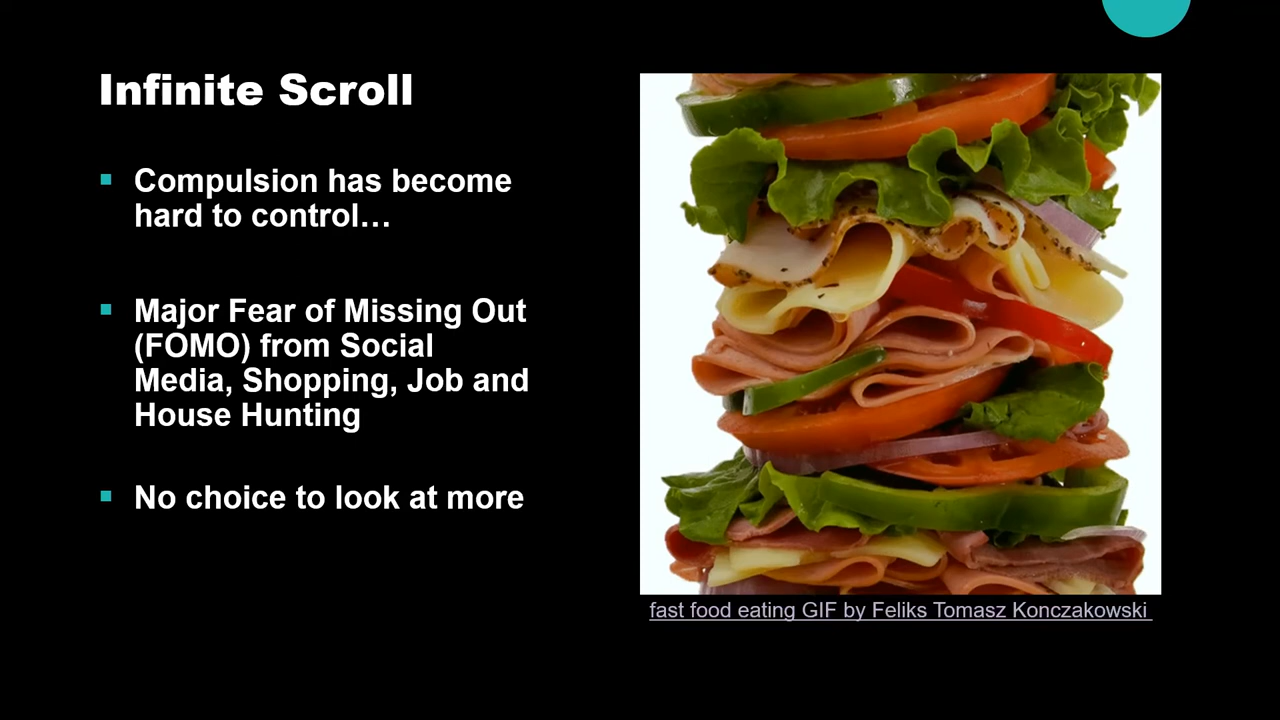 Infinite Scroll
Compulsion has become
hard to control…
Major Fear of Missing Out
(FOMO) from Social
Media, Shopping, Job and
House Hunting
No choice to look at more
fast food eating GIF by Feliks Tomasz Konczakowski